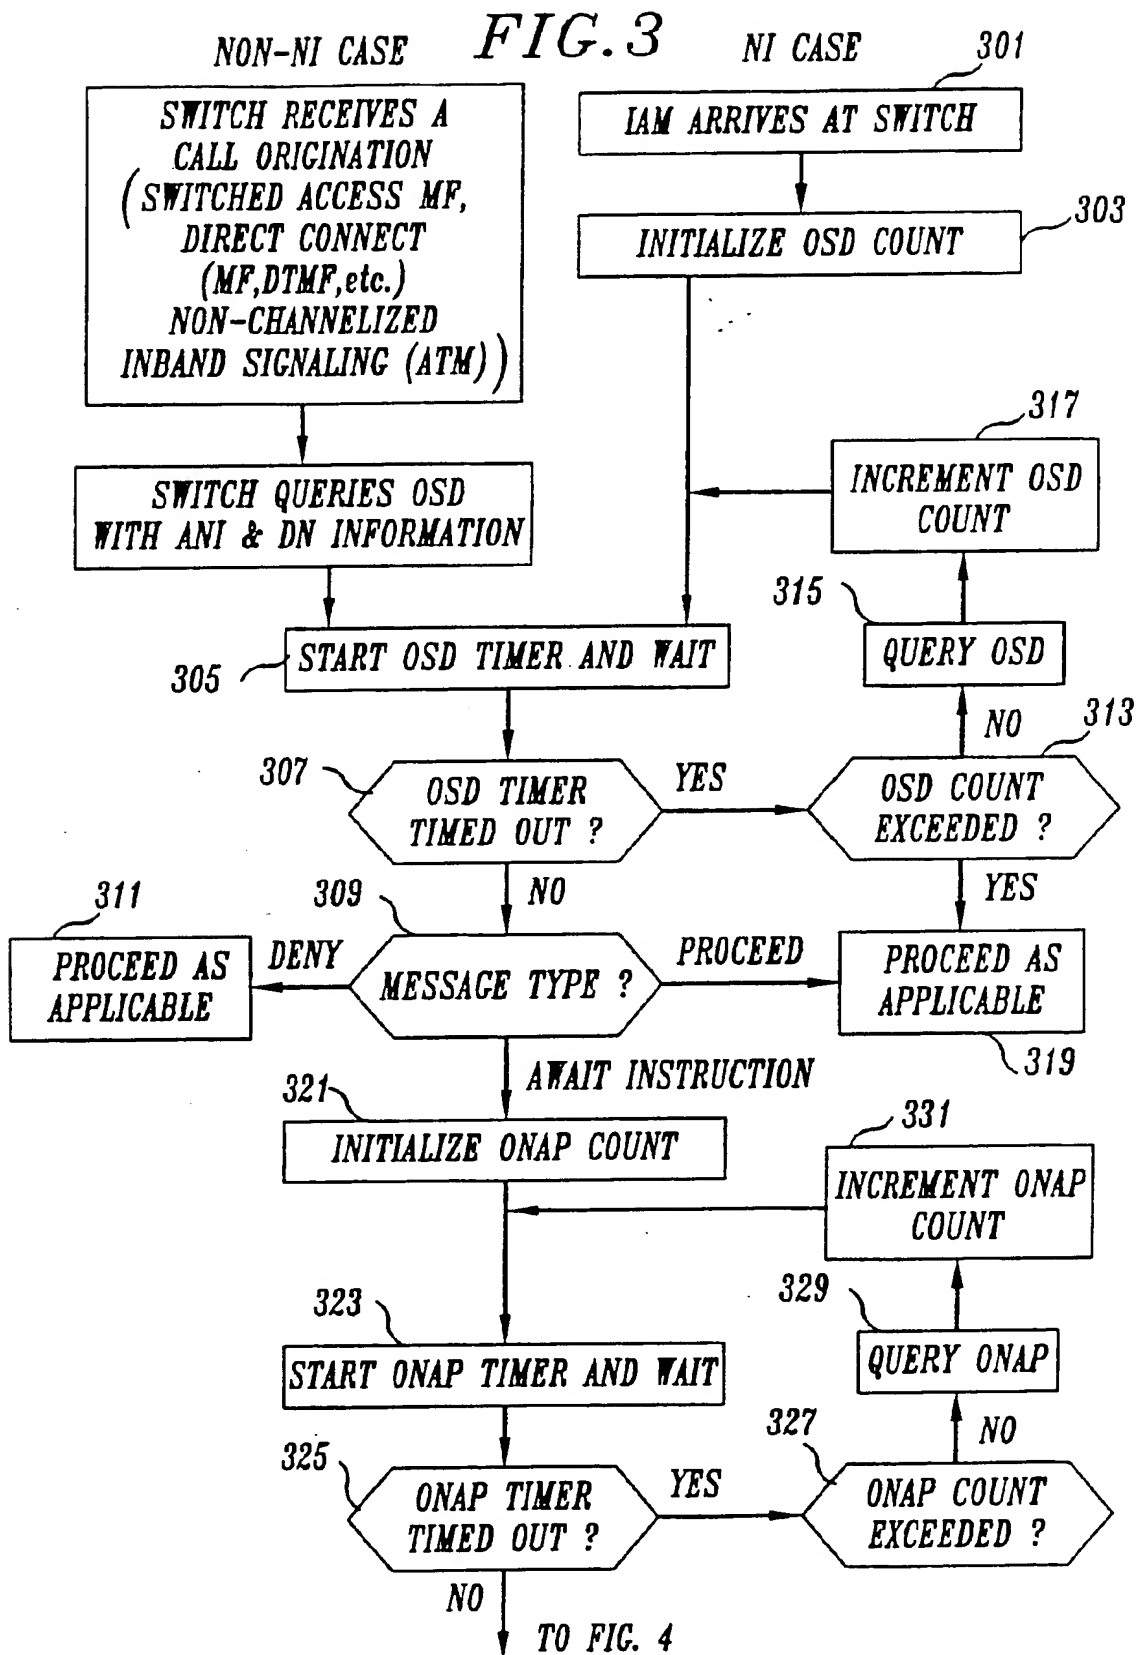 FIG. 3
NON-NI CASE
NI CASE
SWITCH RECEIVES A
CALL ORIGINATION
(SWITCHED ACCESS MF,
DIRECT CONNECT
(MF,DTMF,etc.)
NON-CHANNELIZED
INBAND SIGNALING (ATM))
301
IAM ARRIVES AT SWITCH
303
INITIALIZE OSD COUNT
317
INCREMENT OSD
COUNT
SWITCH QUERIES OSD
WITH ANI & DN INFORMATION
315
QUERY OSD
305
START OSD TIMER AND WAIT
NO
313
307
OSD TIMER
TIMED OUT ?
YES
OSD COUNT
EXCEEDED ?
NO
YES
311
309
PROCEED AS
APPLICABLE
DENY
MESSAGE TYPE ?
PROCEED
PROCEED AS
APPLICABLE
319
AWAIT INSTRUCTION
321
INITIALIZE ONAP COUNT
331
INCREMENT ONAP
COUNT
329
QUERY ONAP
323
START ONAP TIMER AND WAIT
NO
327
325
ONAP TIMER
TIMED OUT ?
YES
ONAP COUNT
EXCEEDED ?
NO
TO FIG. 4